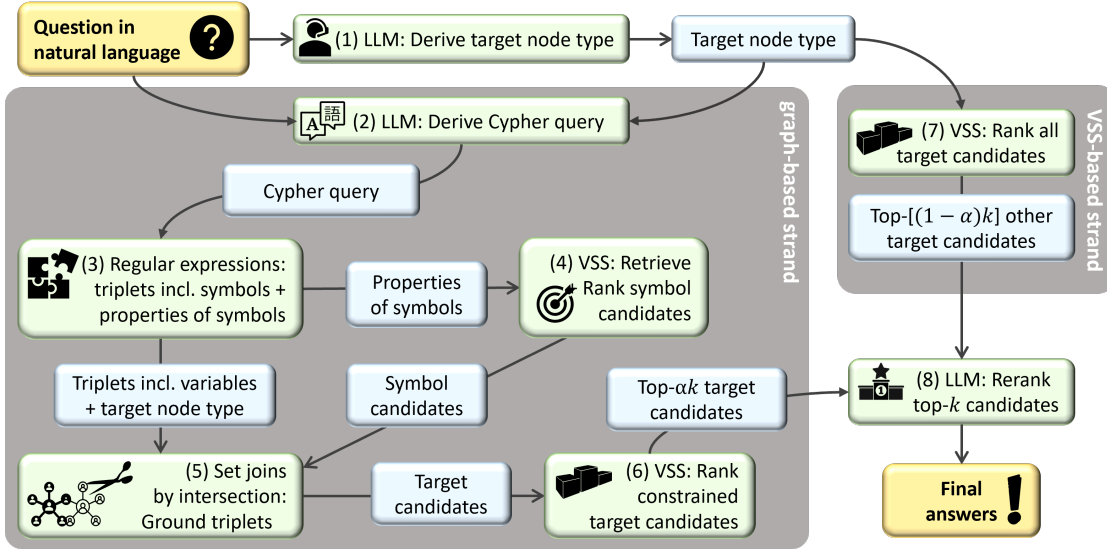 Question in
natural language
?
(1) LLM: Derive target node type
Target node type
graph-based strand
A 語
(2) LLM: Derive Cypher query
Cypher query
(3) Regular expressions:
triplets incl. symbols +
properties of symbols
Properties
of symbols
(4) VSS: Retrieve
Rank symbol
candidates
Triplets incl. variables
+ target node type
Symbol
candidates
Top-αk target
candidates
(5) Set joins
by intersection:
Ground triplets
Target
candidates
(6) VSS: Rank
constrained
target candidates
VSS-based strand
(7) VSS: Rank all
target candidates
Top-[(1 − α)k] other
target candidates
1
(8) LLM: Rerank
top-k candidates
Final
answers
!